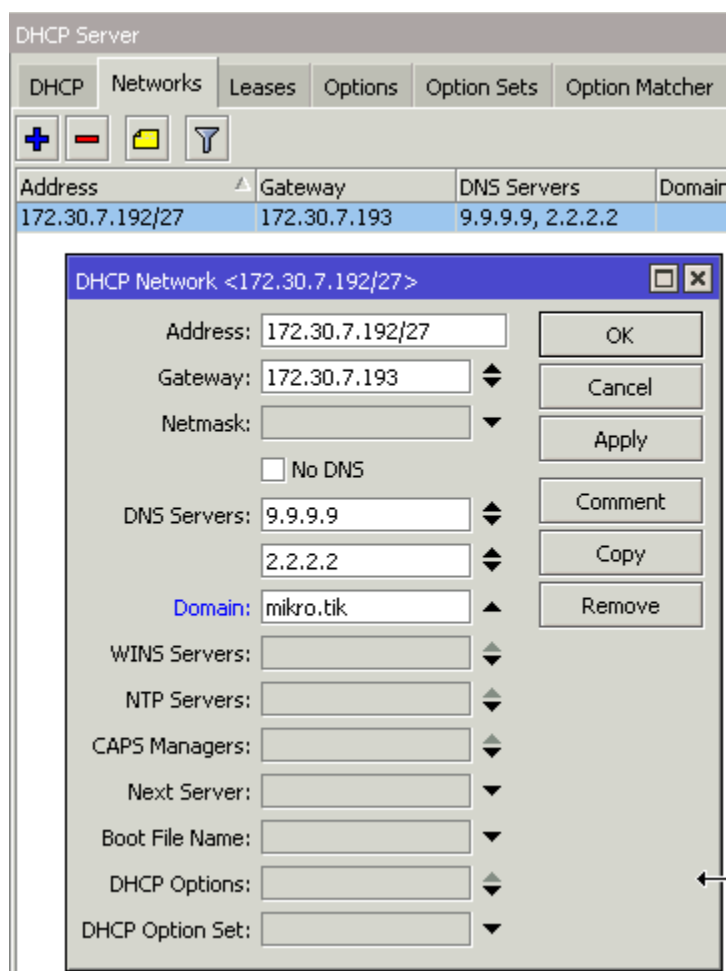 DHCP Server
DHCP Networks Leases Options Option Sets Option Matcher
Address Gateway DNS Servers Domain
172.30.7.192/27 172.30.7.193 9.9.9.9, 2.2.2.2
DHCP Network <172.30.7.192/27>
Address: 172.30.7.192/27 OK
Gateway: 172.30.7.193 Cancel
Netmask: Apply
No DNS
DNS Servers: 9.9.9.9 Comment
2.2.2.2 Copy
Domain: mikro.tik Remove
WINS Servers:
NTP Servers:
CAPS Managers:
Next Server:
Boot File Name:
DHCP Options:
DHCP Option Set: